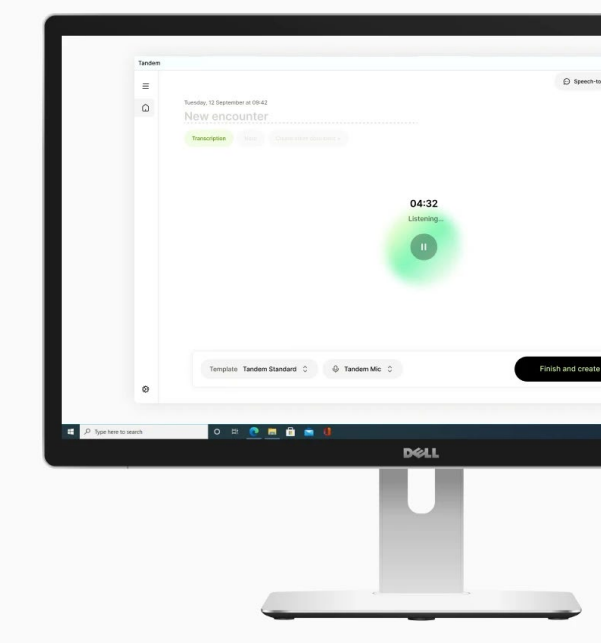 Tandem
Speech-to
Tuesday, 12 September at 09:42
New encounter
Transcription
04:32
Listening...
Template Tandem Standard
Tandem Mic
Finish and create
Type here to search
DELL